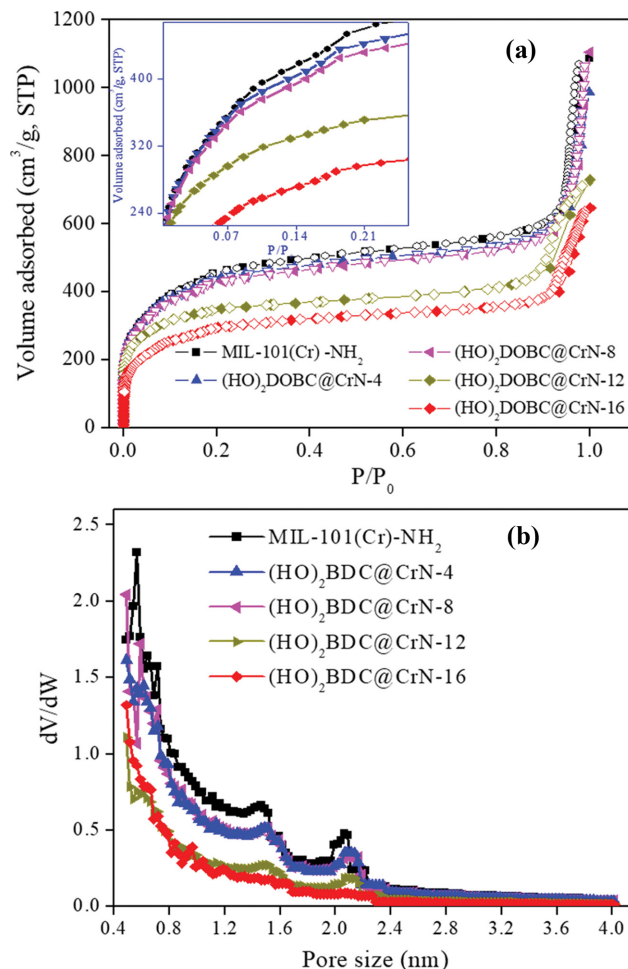 (a)
1200
1000
800
600
400
200
0
Volume adsorbed (cm³/g, STP)
400
320
240
Volume adsorbed (cm³/g, STP)
0.07 0.14 0.21
P/P
MIL-101(Cr) -NH₂
(HO)₂DOBC@CrN-4
(HO)₂DOBC@CrN-8
(HO)₂DOBC@CrN-12
(HO)₂DOBC@CrN-16
0.0 0.2 0.4 0.6 0.8 1.0
P/P₀
(b)
2.5
2.0
1.5
1.0
0.5
0.0
dV/dW
MIL-101(Cr)-NH₂
(HO)₂BDC@CrN-4
(HO)₂BDC@CrN-8
(HO)₂BDC@CrN-12
(HO)₂BDC@CrN-16
0.4 0.8 1.2 1.6 2.0 2.4 2.8 3.2 3.6 4.0
Pore size (nm)